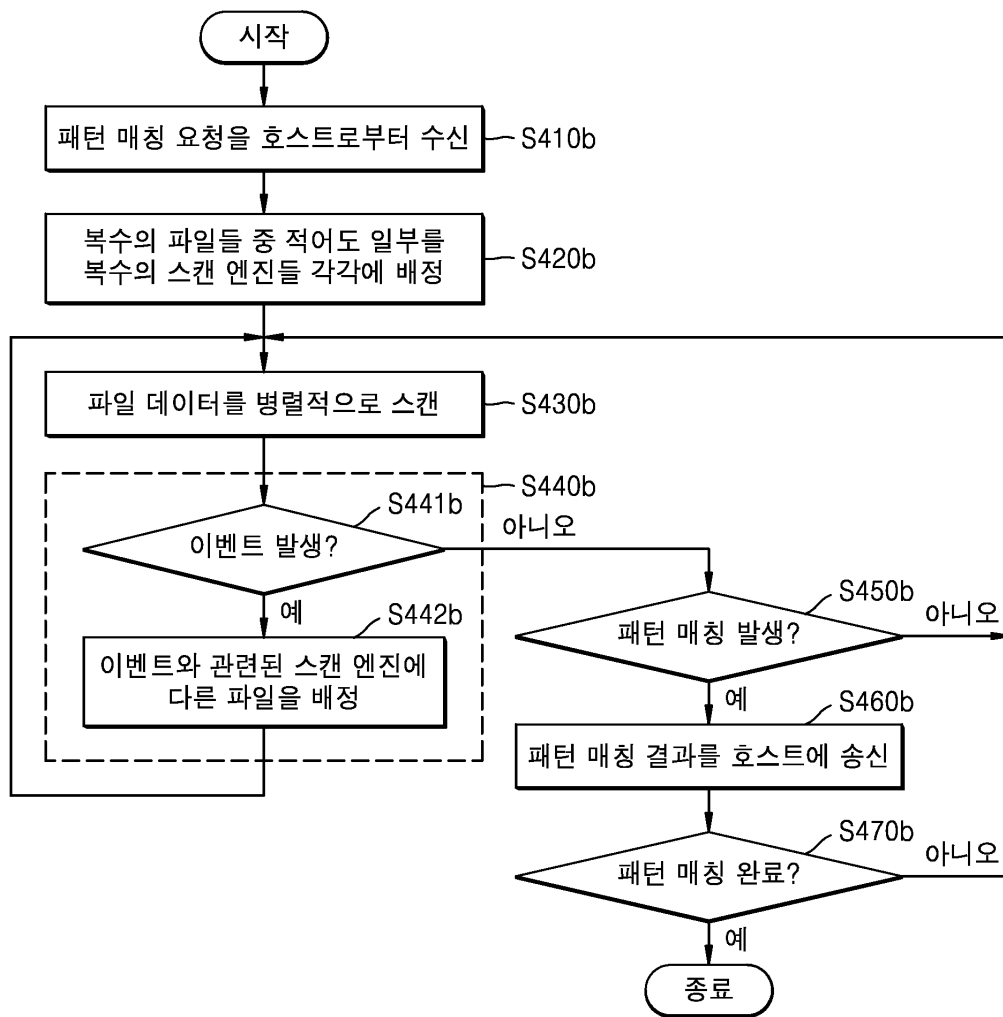 시작
패턴 매칭 요청을 호스트로부터 수신
S410b
복수의 파일들 중 적어도 일부를
복수의 스캔 엔진들 각각에 배정
S420b
파일 데이터를 병렬적으로 스캔
S430b
S440b
S441b
이벤트 발생?
아니오
예
S442b
이벤트와 관련된 스캔 엔진에
다른 파일을 배정
S450b
패턴 매칭 발생?
아니오
예
S460b
패턴 매칭 결과를 호스트에 송신
S470b
패턴 매칭 완료?
아니오
예
종료